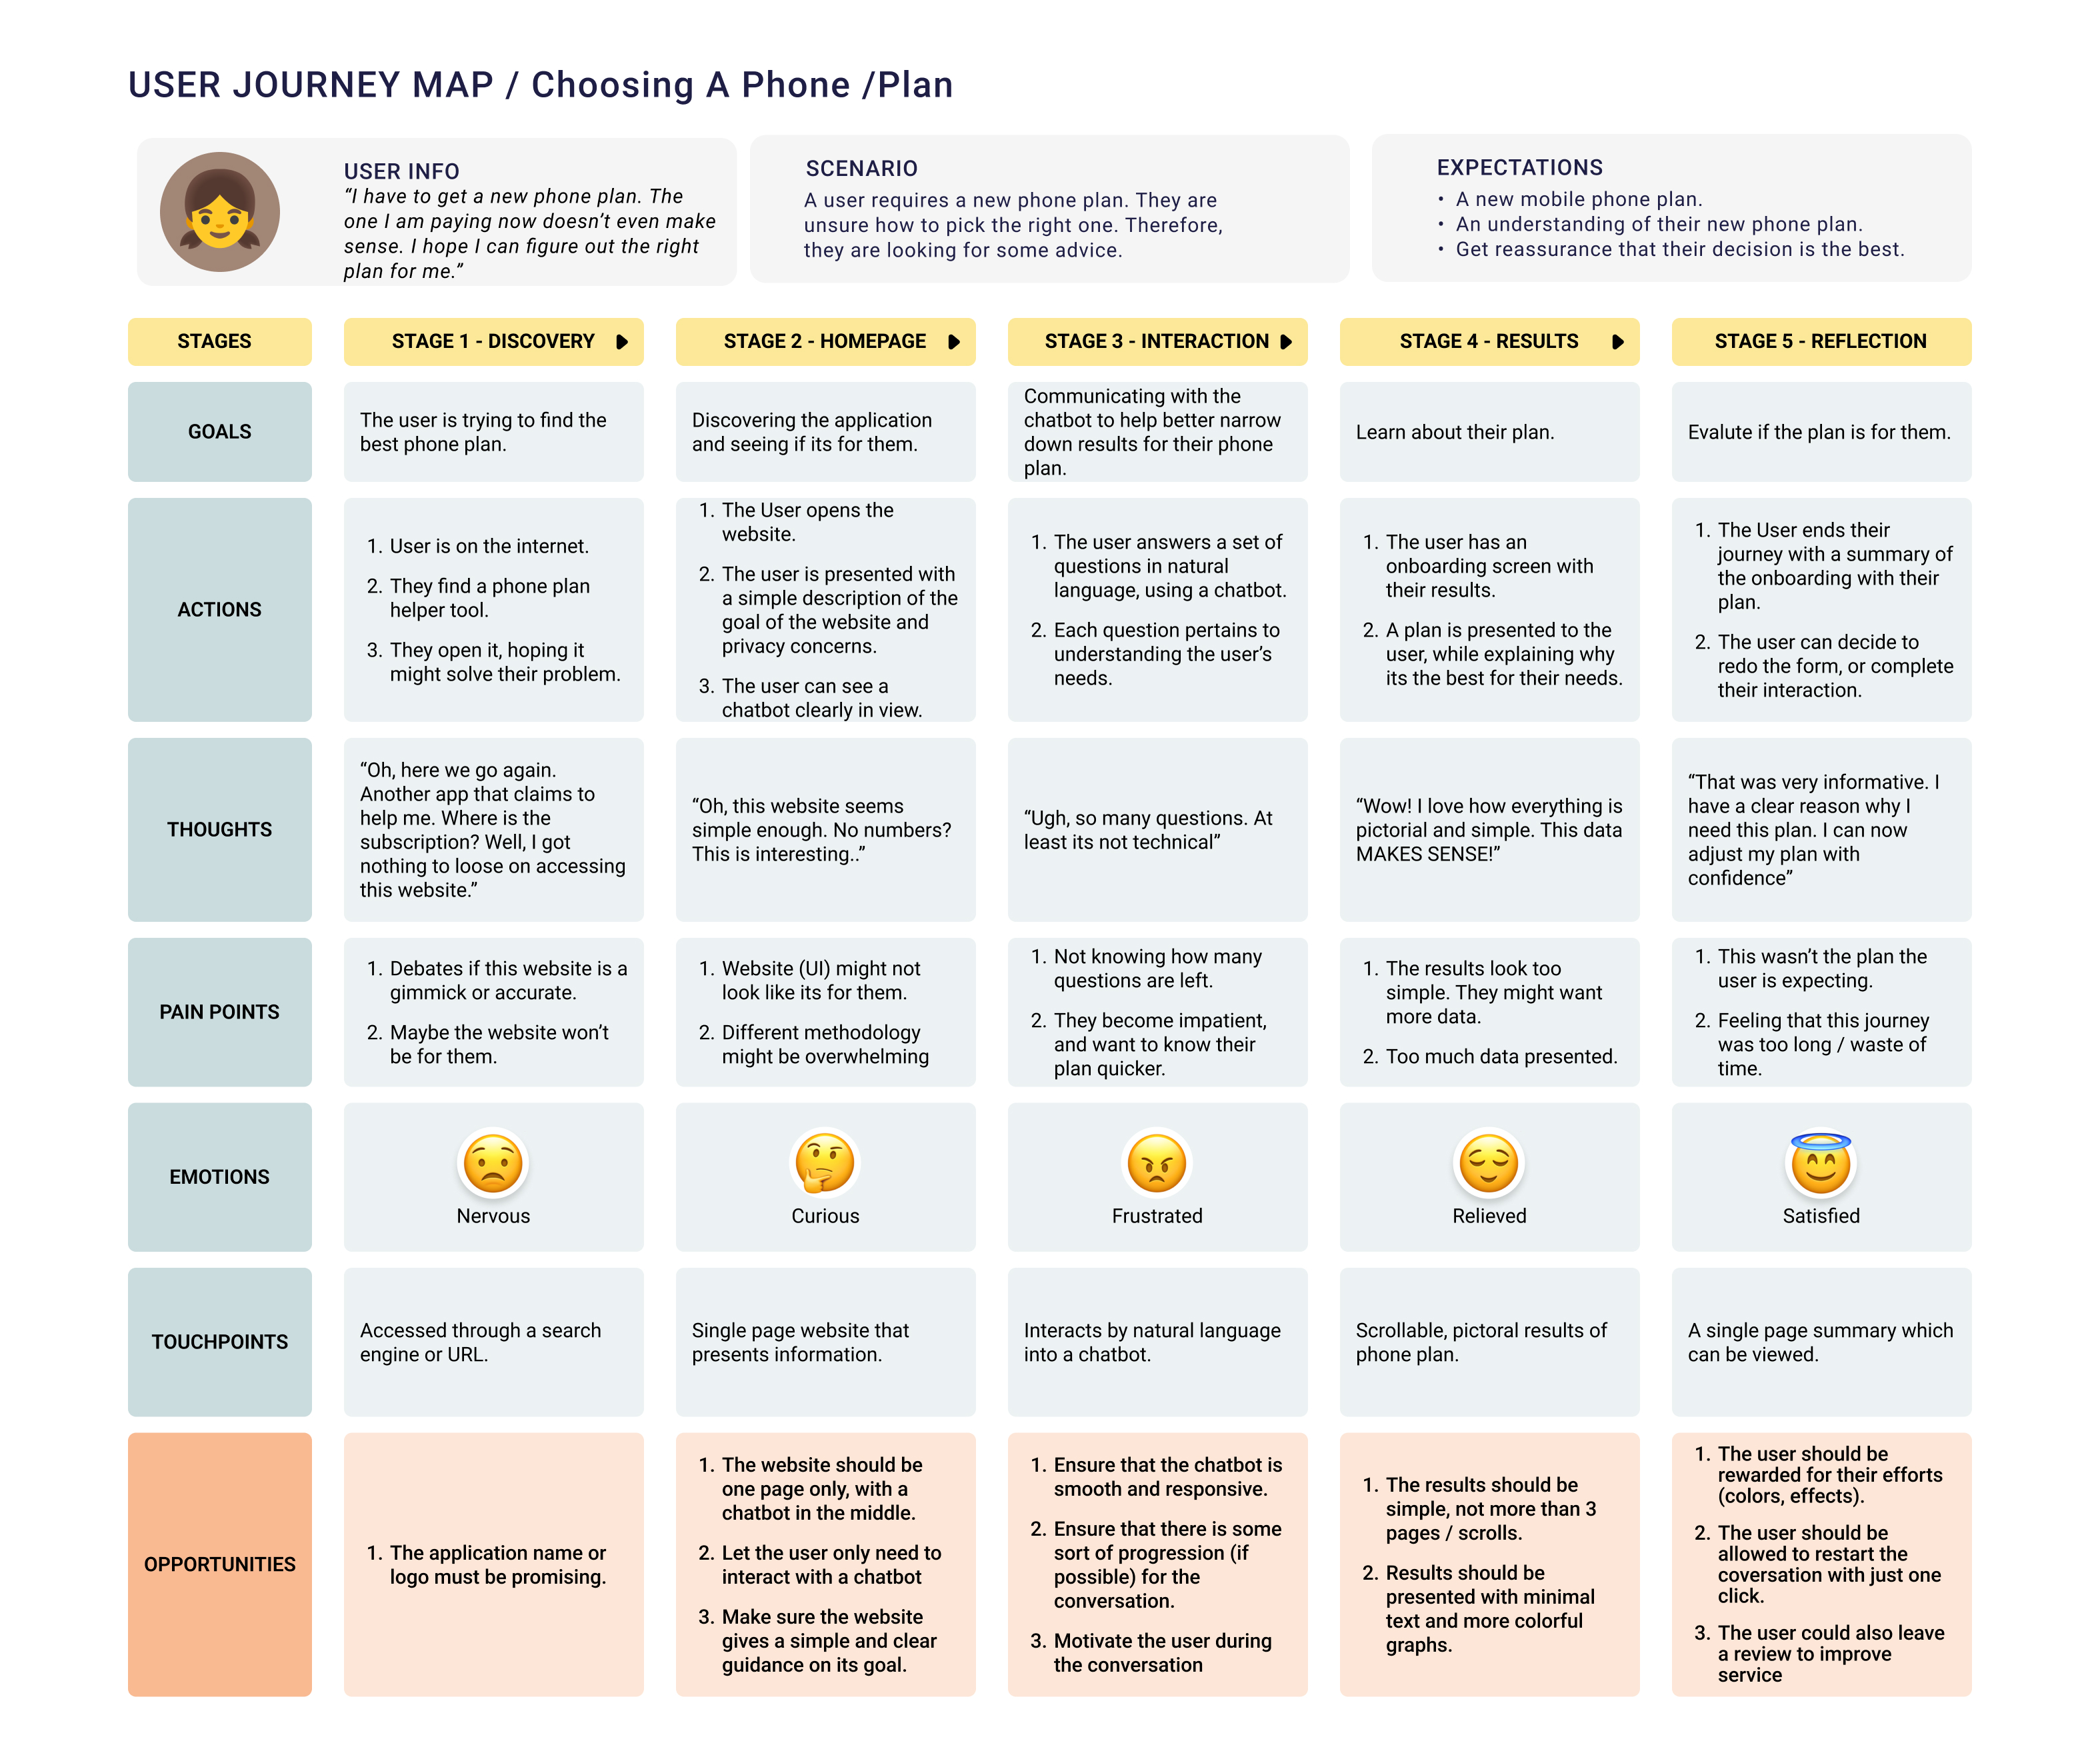 USER JOURNEY MAP / Choosing A Phone /Plan
USER INFO
“I have to get a new phone plan. The
one I am paying now doesn’t even make
sense. I hope I can figure out the right
plan for me.”
SCENARIO
A user requires a new phone plan. They are
unsure how to pick the right one. Therefore,
they are looking for some advice.
EXPECTATIONS
• A new mobile phone plan.
• An understanding of their new phone plan.
• Get reassurance that their decision is the best.
STAGES
STAGE 1 - DISCOVERY
STAGE 2 - HOMEPAGE
STAGE 3 - INTERACTION
STAGE 4 - RESULTS
STAGE 5 - REFLECTION
GOALS
The user is trying to find the
best phone plan.
Discovering the application
and seeing if its for them.
Communicating with the
chatbot to help better narrow
down results for their phone
plan.
Learn about their plan.
Evalute if the plan is for them.
ACTIONS
1. User is on the internet.
2. They find a phone plan
helper tool.
3. They open it, hoping it
might solve their problem.
1. The User opens the
website.
2. The user is presented with
a simple description of the
goal of the website and
privacy concerns.
3. The user can see a
chatbot clearly in view.
1. The user answers a set of
questions in natural
language, using a chatbot.
2. Each question pertains to
understanding the user’s
needs.
1. The user has an
onboarding screen with
their results.
2. A plan is presented to the
user, while explaining why
its the best for their needs.
1. The User ends their
journey with a summary of
the onboarding with their
plan.
2. The user can decide to
redo the form, or complete
their interaction.
THOUGHTS
“Oh, here we go again.
Another app that claims to
help me. Where is the
subscription? Well, I got
nothing to loose on accessing
this website.”
“Oh, this website seems
simple enough. No numbers?
This is interesting..”
“Ugh, so many questions. At
least its not technical”
“Wow! I love how everything is
pictorial and simple. This data
MAKES SENSE!”
“That was very informative. I
have a clear reason why I
need this plan. I can now
adjust my plan with
confidence”
PAIN POINTS
1. Debates if this website is a
gimmick or accurate.
2. Maybe the website won’t
be for them.
1. Website (UI) might not
look like its for them.
2. Different methodology
might be overwhelming
1. Not knowing how many
questions are left.
2. They become impatient,
and want to know their
plan quicker.
1. The results look too
simple. They might want
more data.
2. Too much data presented.
1. This wasn’t the plan the
user is expecting.
2. Feeling that this journey
was too long / waste of
time.
EMOTIONS
Nervous
Curious
Frustrated
Relieved
Satisfied
TOUCHPOINTS
Accessed through a search
engine or URL.
Single page website that
presents information.
Interacts by natural language
into a chatbot.
Scrollable, pictoral results of
phone plan.
A single page summary which
can be viewed.
OPPORTUNITIES
1. The application name or
logo must be promising.
1. The website should be
one page only, with a
chatbot in the middle.
2. Let the user only need to
interact with a chatbot
3. Make sure the website
gives a simple and clear
guidance on its goal.
1. Ensure that the chatbot is
smooth and responsive.
2. Ensure that there is some
sort of progression (if
possible) for the
conversation.
3. Motivate the user during
the conversation
1. The results should be
simple, not more than 3
pages / scrolls.
2. Results should be
presented with minimal
text and more colorful
graphs.
1. The user should be
rewarded for their efforts
(colors, effects).
2. The user should be
allowed to restart the
coversation with just one
click.
3. The user could also leave
a review to improve
service